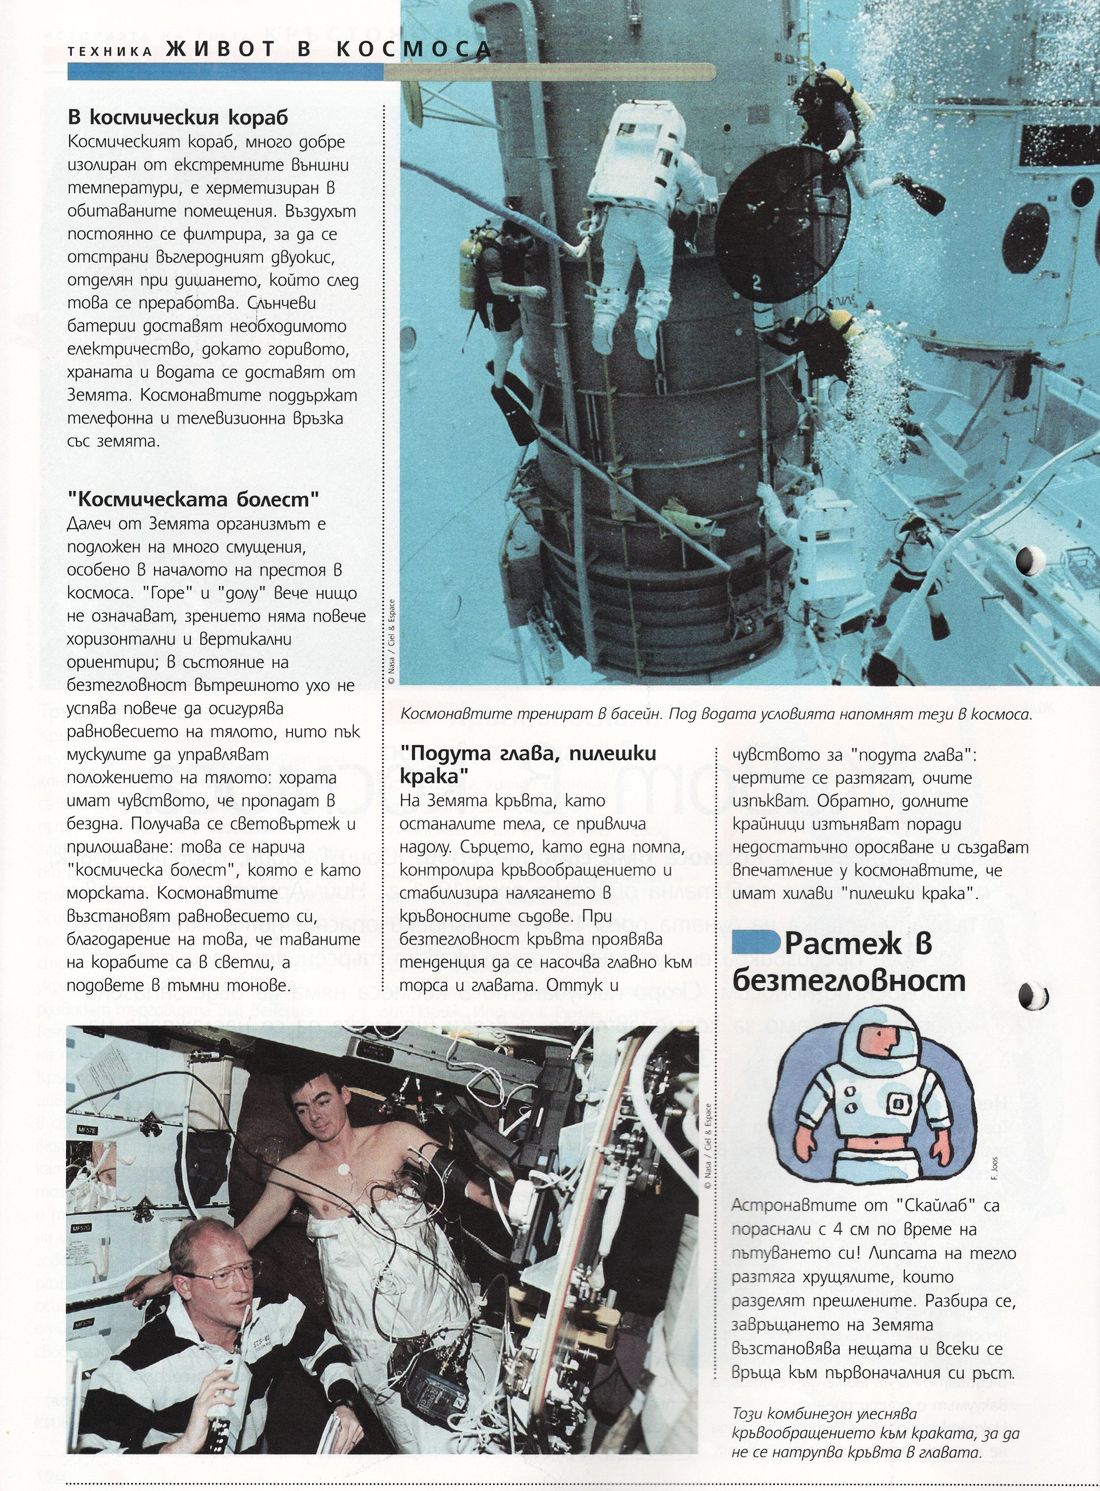 ТЕХНИКА ЖИВОТ В КОСМОСА
В космическия кораб
Космическият кораб, много добре
изолиран от екстремните външни
температури, е херметизиран в
обитаваните помещения. Въздухът
постоянно се филтрира, за да се
отстрани въглеродният двуокис,
отделян при дишането, който след
това се преработва. Слънчеви
батерии доставят необходимото
електричество, докато горивото,
храната и водата се доставят от
Земята. Космонавтите поддържат
телефонна и телевизионна връзка
със земята.
"Космическата болест"
Далеч от Земята организмът е
подложен на много смущения,
особено в началото на престоя в
космоса. "Горе" и "долу" вече нищо
не означават, зрението няма повече
хоризонтални и вертикални
ориентири; в състояние на
безтегловност вътрешното ухо не
успява повече да осигурява
равновесието на тялото, нито пък
мускулите да управляват
положението на тялото: хората
имат чувството, че пропадат в
бездна. Получава се световъртеж и
прилошаване: това се нарича
"космическа болест", която е като
морската. Космонавтите
възстановят равновесието си,
благодарение на това, че таваните
на корабите са в светли, а
подовете в тъмни тонове.
© Nasa / Ciel & Espace
2
Космонавтите тренират в басейн. Под водата условията напомнят тези в космоса.
"Подута глава, пилешки
крака"
На Земята кръвта, като
останалите тела, се привлича
надолу. Сърцето, като една помпа,
контролира кръвообращението и
стабилизира налягането в
кръвоносните съдове. При
безтегловност кръвта проявява
тенденция да се насочва главно към
торса и главата. Оттук и
чувството за "подута глава":
чертите се разтягат, очите
изпъкват. Обратно, долните
крайници изтъняват поради
недостатъчно оросяване и създават
впечатление у космонавтите, че
имат хилави "пилешки крака".
Растеж в
безтегловност
F. Joos
Астронавтите от "Скайлаб" са
пораснали с 4 см по време на
пътуването си! Липсата на тегло
разтяга хрущялите, които
разделят прешлените. Разбира се,
завръщането на Земята
възстановява нещата и всеки се
връща към първоначалния си ръст.
Този комбинезон улеснява
кръвообращението към краката, за да
не се натрупва кръвта в главата.
© Nasa / Ciel & Espace
MF57E
MF57G